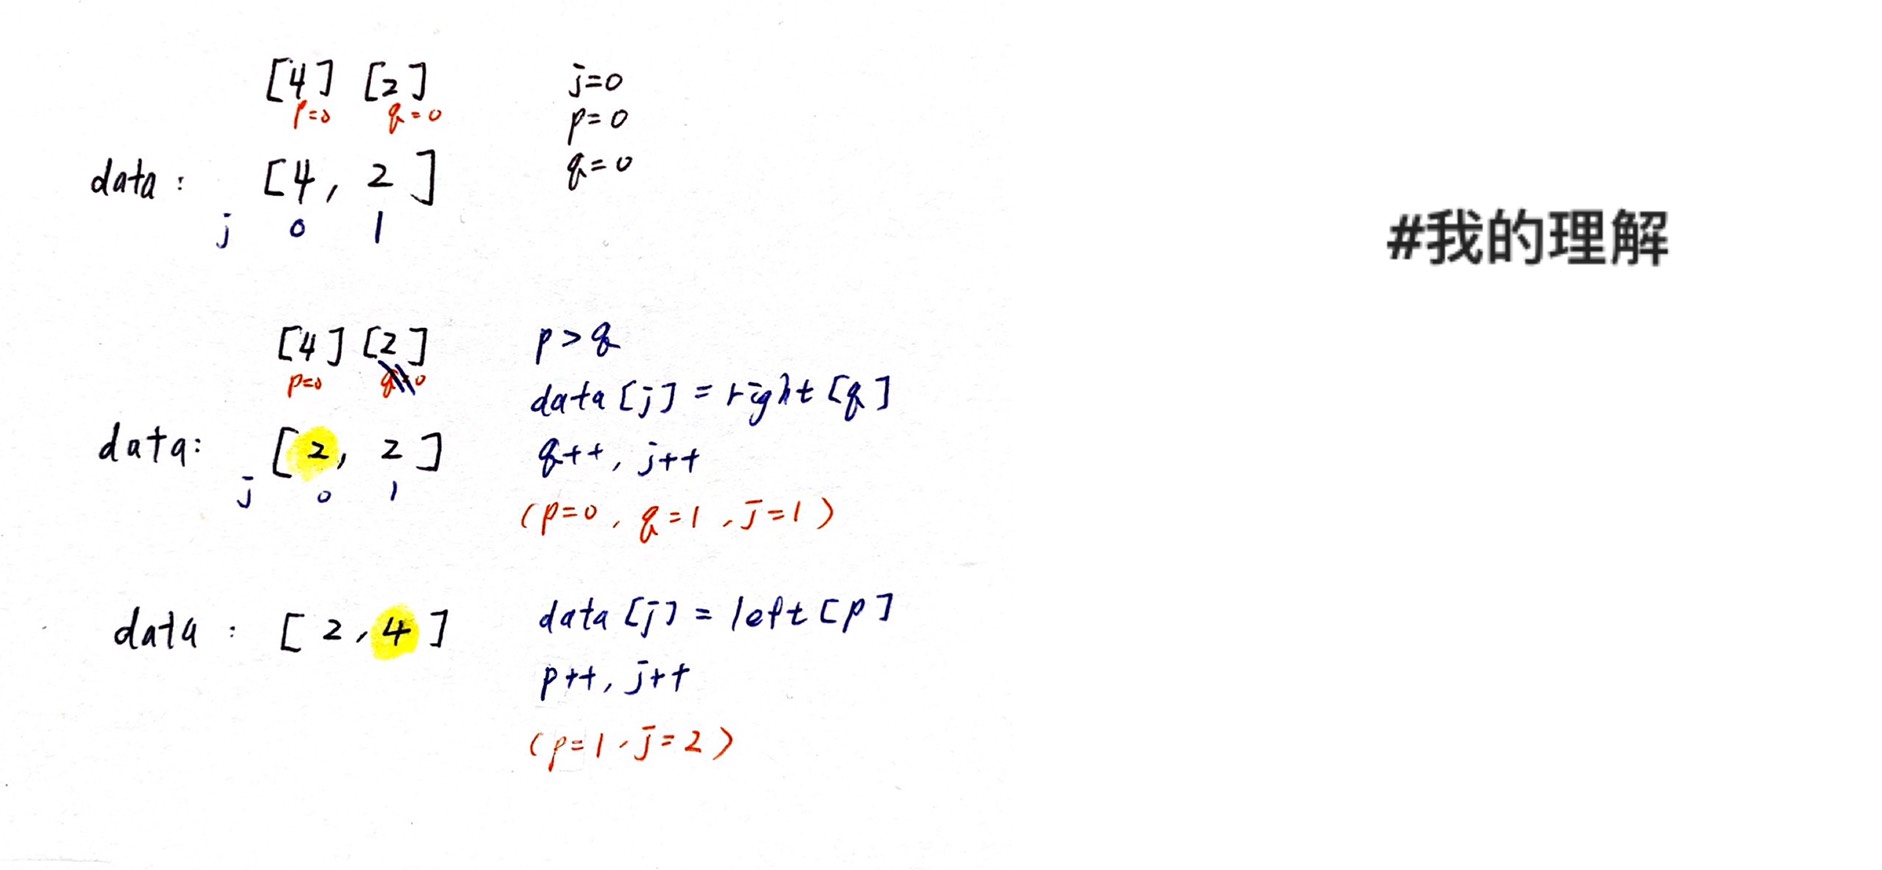 [4] [2]
p=0 q=0
data: [4, 2]
j 0 1
j=0
p=0
q=0
#我的理解
[4] [2]
p=0 q=0
data: [2, 2]
j 0 1
p>q
data[j]=right[q]
q++, j++
(p=0, q=1, j=1)
data: [2, 4]
data[j]=left[p]
p++, j++
(p=1, j=2)